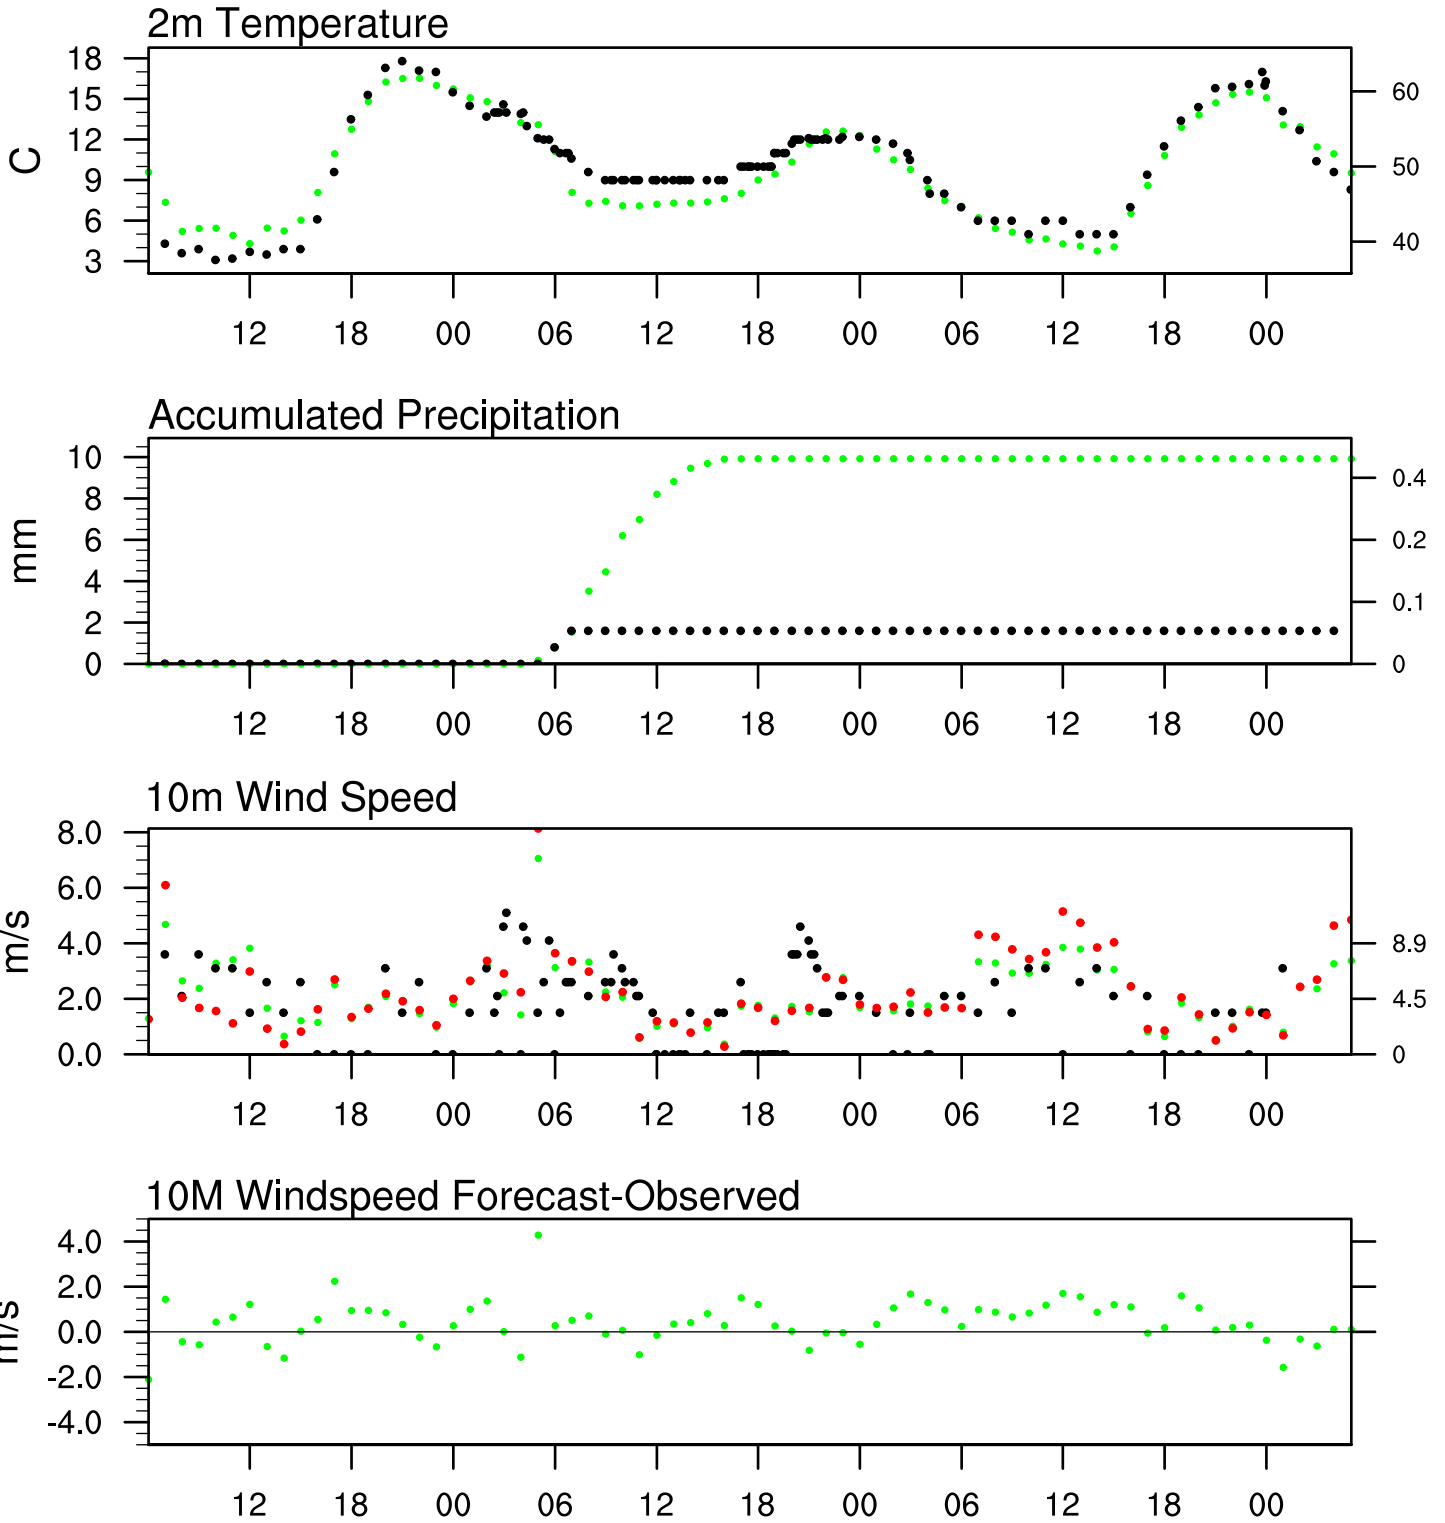 2m Temperature
18
15
12
9
6
3
C
60
50
40
12 18 00 06 12 18 00 06 12 18 00
Accumulated Precipitation
10
8
6
4
2
0
mm
0.4
0.2
0.1
0
12 18 00 06 12 18 00 06 12 18 00
10m Wind Speed
8.0
6.0
4.0
2.0
0.0
m/s
8.9
4.5
0
12 18 00 06 12 18 00 06 12 18 00
10M Windspeed Forecast-Observed
4.0
2.0
0.0
-2.0
-4.0
m/s
12 18 00 06 12 18 00 06 12 18 00